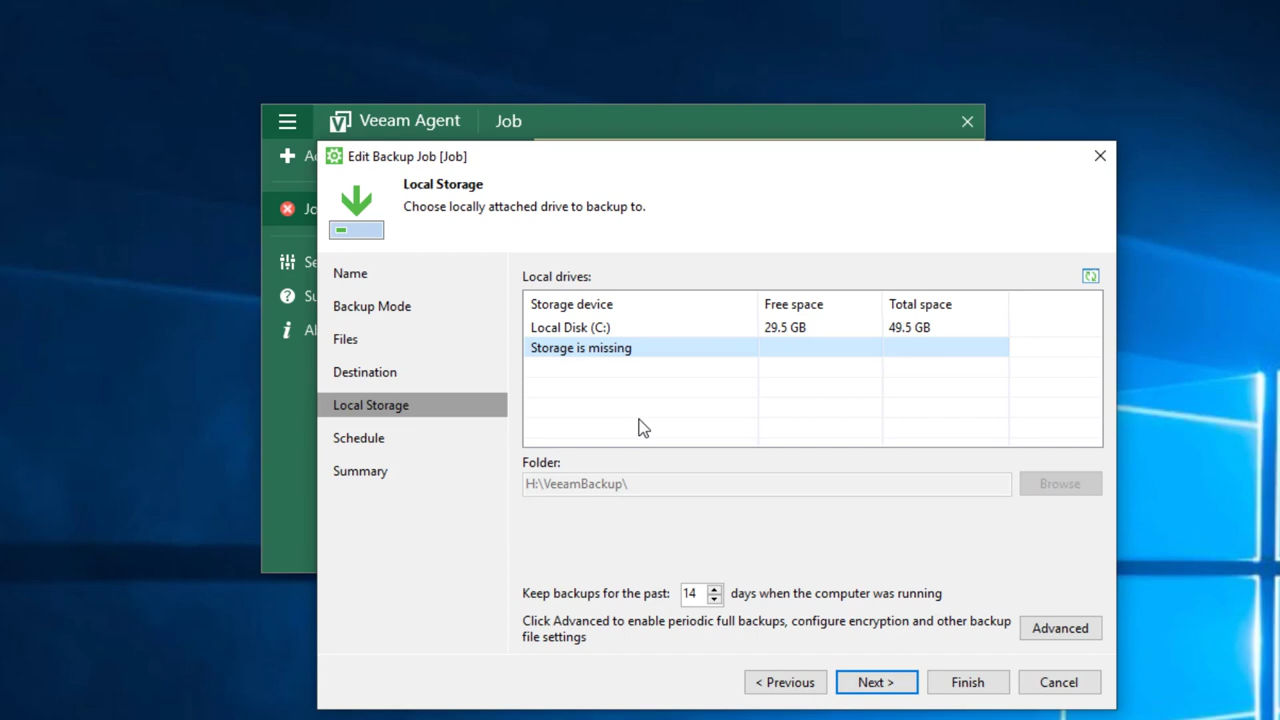 Veeam Agent Job
Edit Backup Job [Job]
Local Storage
Choose locally attached drive to backup to.
Name
Backup Mode
Files
Destination
Local Storage
Schedule
Summary
Local drives:
Storage device Free space Total space
Local Disk (C:) 29.5 GB 49.5 GB
Storage is missing
Folder:
H:\VeeamBackup\ Browse
Keep backups for the past: 14 days when the computer was running
Click Advanced to enable periodic full backups, configure encryption and other backup
file settings
Advanced
< Previous Next > Finish Cancel